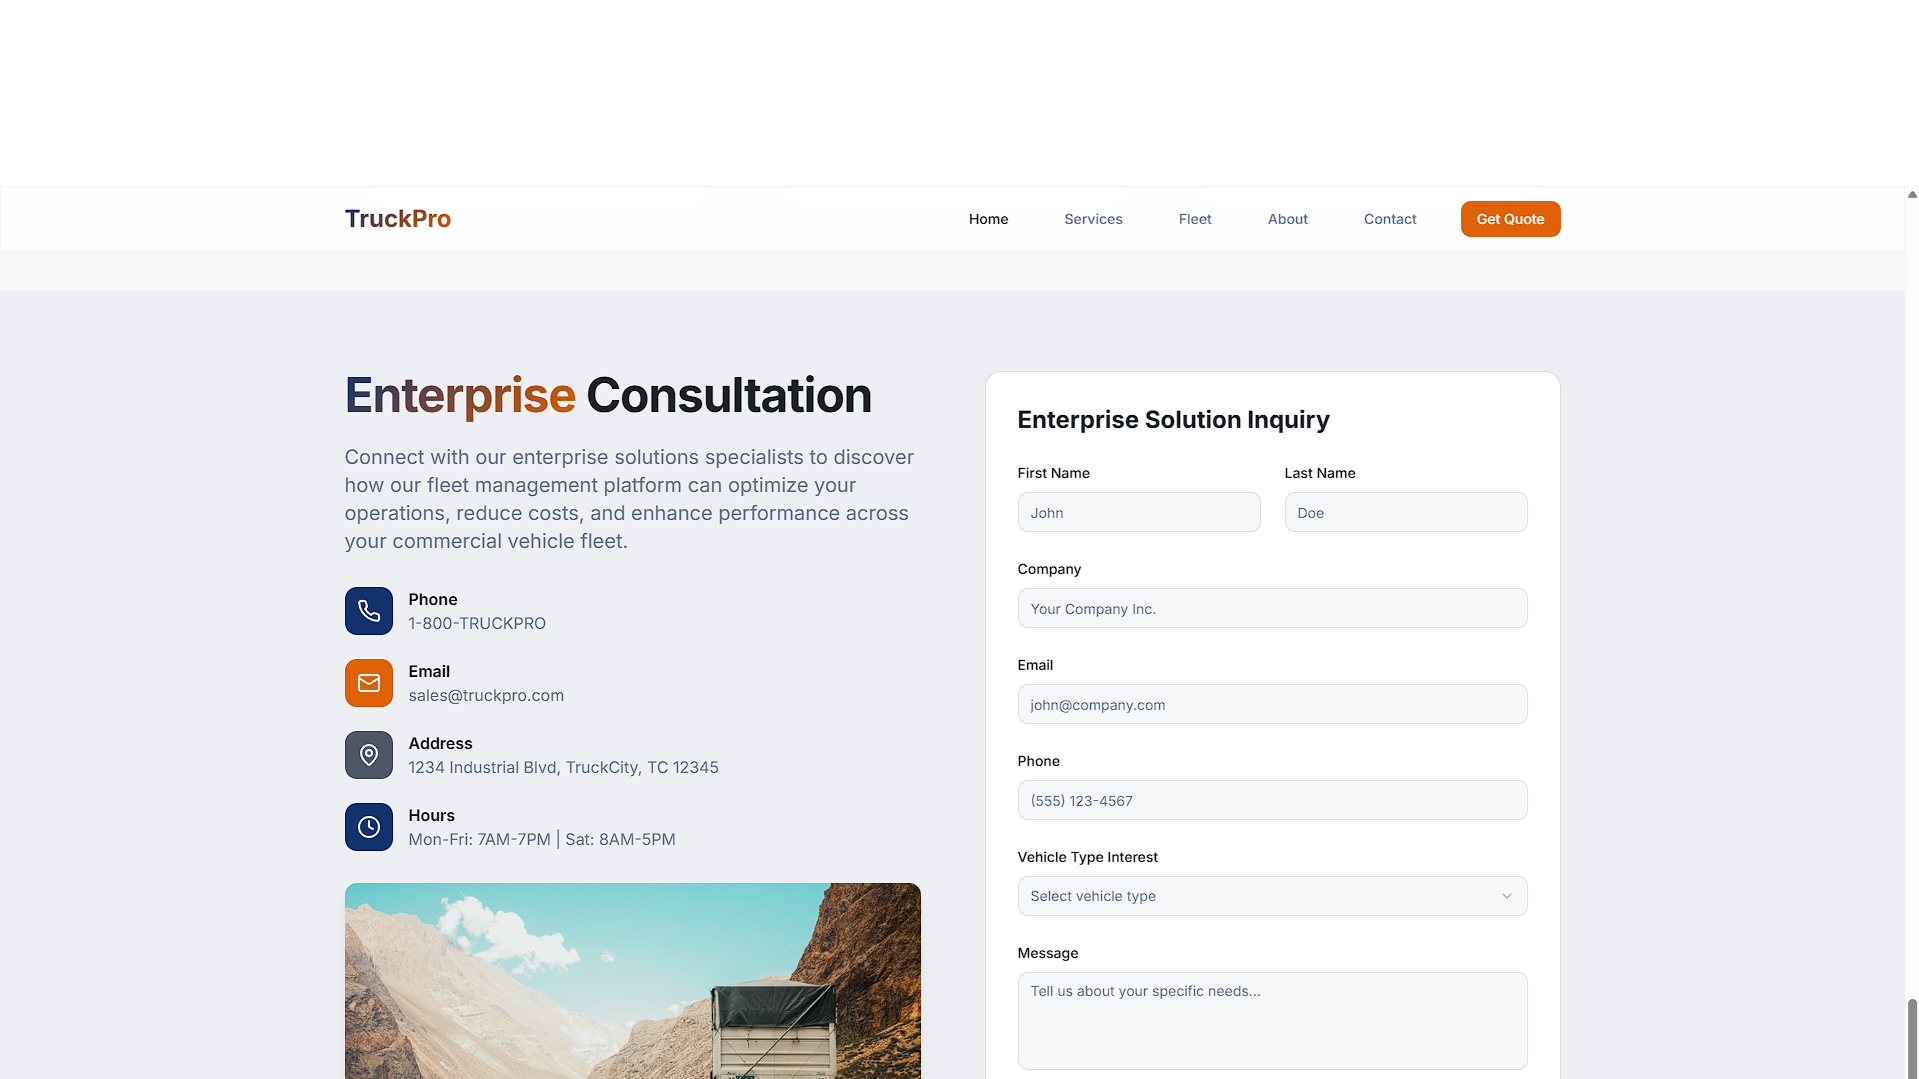 TruckPro
Home
Services
Fleet
About
Contact
Get Quote
Enterprise Consultation
Connect with our enterprise solutions specialists to discover
how our fleet management platform can optimize your
operations, reduce costs, and enhance performance across
your commercial vehicle fleet.
Phone
1-800-TRUCKPRO
Email
sales@truckpro.com
Address
1234 Industrial Blvd, TruckCity, TC 12345
Hours
Mon-Fri: 7AM-7PM | Sat: 8AM-5PM
Enterprise Solution Inquiry
First Name
Last Name
John
Doe
Company
Your Company Inc.
Email
john@company.com
Phone
(555) 123-4567
Vehicle Type Interest
Select vehicle type
Message
Tell us about your specific needs...